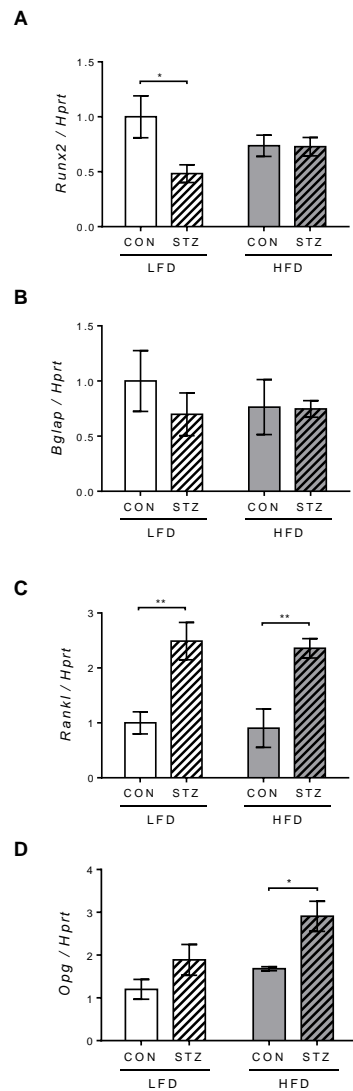 A
Runx2 / Hprt
1.5
1.0
0.5
0.0
*
CON STZ CON STZ
LFD HFD
B
Bglap / Hprt
1.5
1.0
0.5
0.0
CON STZ CON STZ
LFD HFD
C
Rankl / Hprt
3
2
1
0
** **
CON STZ CON STZ
LFD HFD
D
Opg / Hprt
4
3
2
1
0
*
CON STZ CON STZ
LFD HFD